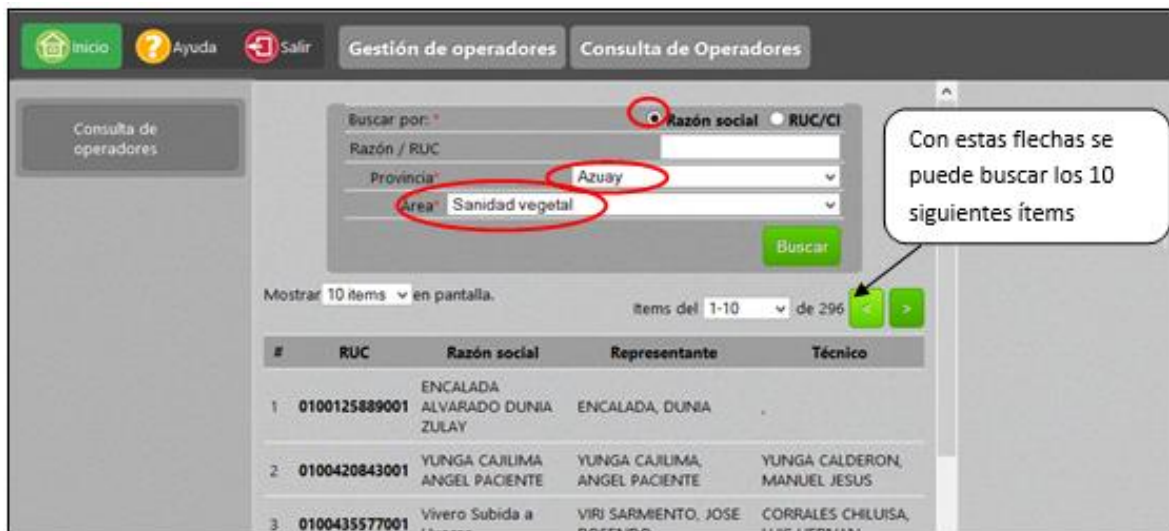 Inicio Ayuda Salir Gestión de operadores Consulta de Operadores
Consulta de
operadores
Buscar por: * Razón social RUC/CI
Razón / RUC
Provincia* Azuay
Área* Sanidad vegetal
Buscar
Con estas flechas se
puede buscar los 10
siguientes ítems
Mostrar 10 items en pantalla.
Items del 1-10 de 296 < >
# RUC Razón social Representante Técnico
ENCALADA
1 0100125889001 ALVARADO DUNIA ENCALADA, DUNIA ,
ZULAY
YUNGA CAJILIMA YUNGA CAJILIMA, YUNGA CALDERON,
2 0100420843001 ANGEL PACIENTE ANGEL PACIENTE MANUEL JESUS
Vivero Subida a VIRI SARMIENTO, JOSE CORRALES CHILUISA,
3 0100435577001